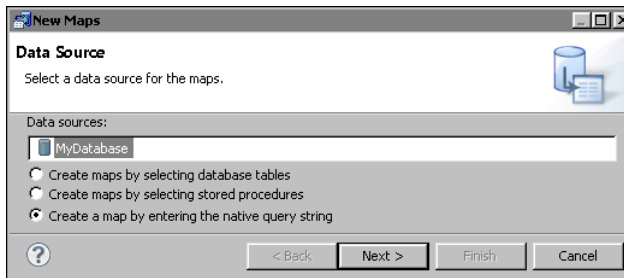 New Maps
Data Source
Select a data source for the maps.
Data sources:
MyDatabase
Create maps by selecting database tables
Create maps by selecting stored procedures
Create a map by entering the native query string
? < Back Next > Finish Cancel